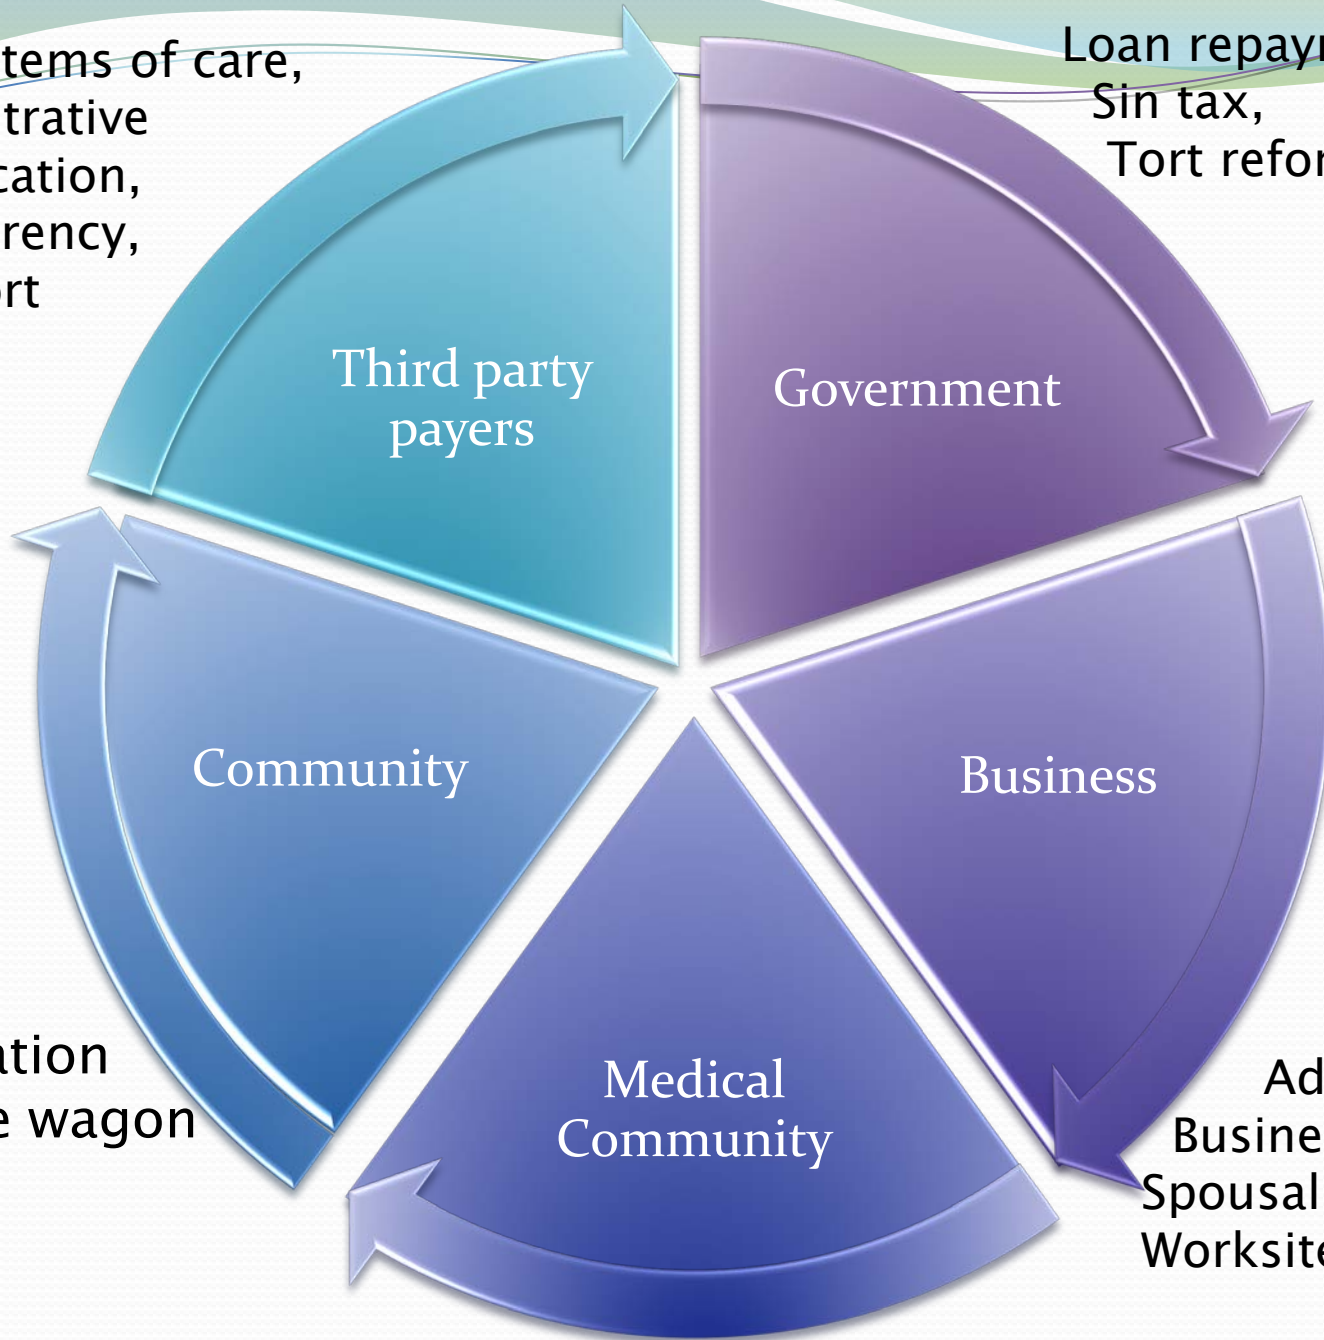 tems of care,
trative
cation,
rency,
rt
Loan repayr
Sin tax,
Tort refor
Third party
payers
Government
Community
Business
Medical
Community
ation
e wagon
Ad
Busine
Spousal
Worksite